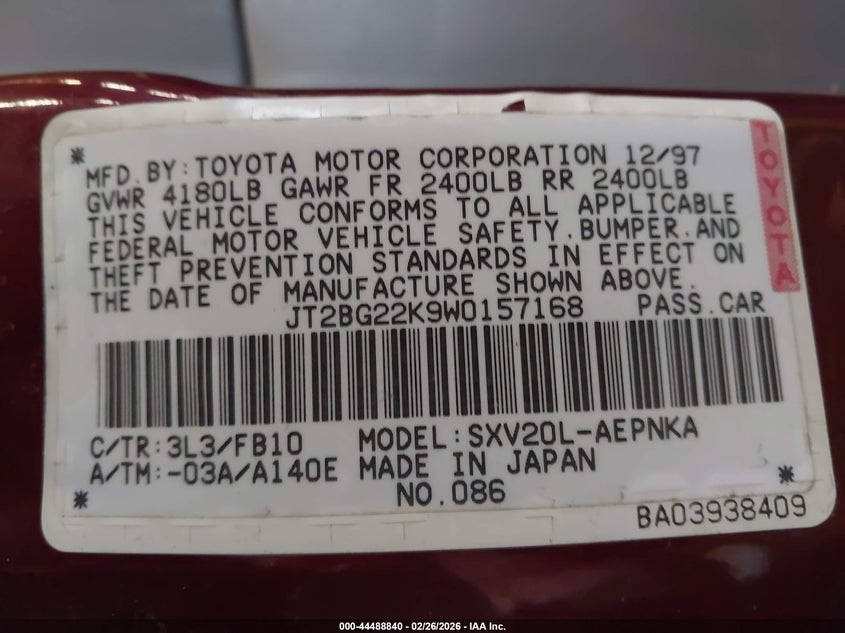 MFD.BY:TOYOTA MOTOR CORPORATION 12/97
GVWR 4180LB GAWR FR 2400LB RR 2400LB
THIS VEHICLE CONFORMS TO ALL APPLICABLE
FEDERAL MOTOR VEHICLE SAFETY.BUMPER.AND
THEFT PREVENTION STANDARDS IN EFFECT ON
THE DATE OF MANUFACTURE SHOWN ABOVE.
JT2BG22K9W0157168 PASS.CAR
TOYOTA
C/TR:3L3/FB10 MODEL:SXV20L-AEPNKA
A/TM:-03A/A140E MADE IN JAPAN
NO.086
BA03938409
000-44488840 - 02/26/2026 - IAA Inc.